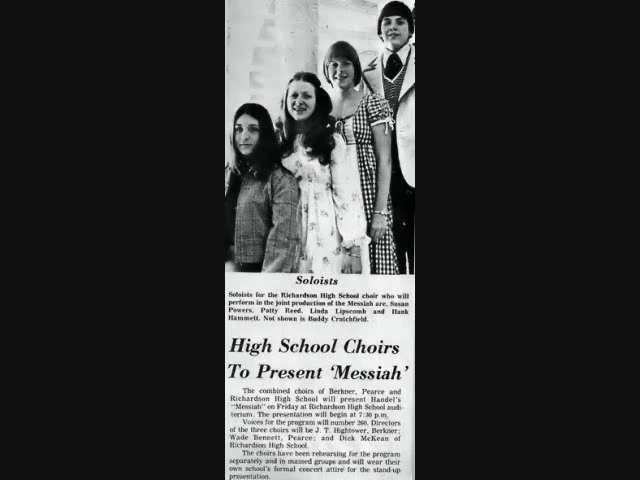 Soloists
Soloists for the Richardson High School choir who will
perform in the joint production of the Messiah are, Susan
Powers, Patty Reed, Linda Lipscomb and Hank
Hammett. Not shown is Buddy Crutchfield.
High School Choirs
To Present 'Messiah'
The combined choirs of Berkner, Pearce and
Richardson High School will present Handel's
"Messiah" on Friday at Richardson High School audi-
torium. The presentation will begin at 7:30 p.m.
Voices for the program will number 260. Directors
of the three choirs will be J. T. Hightower, Berkner;
Wade Bennett, Pearce; and Dick McKean of
Richardson High School.
The choirs have been rehearsing for the program
separately and in massed groups and will wear their
own school's formal concert attire for the stand-up
presentation.